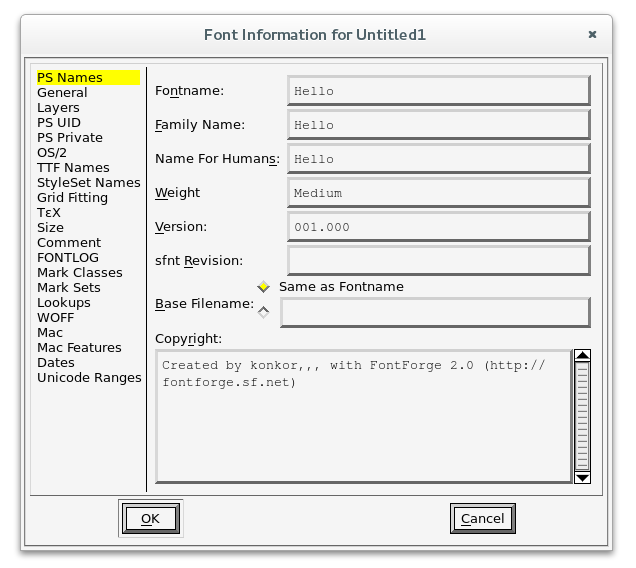 Font Information for Untitled1
PS Names
General
Layers
PS UID
PS Private
OS/2
TTF Names
StyleSet Names
Grid Fitting
ΤεΧ
Size
Comment
FONTLOG
Mark Classes
Mark Sets
Lookups
WOFF
Mac
Mac Features
Dates
Unicode Ranges
Fontname: Hello
Family Name: Hello
Name For Humans: Hello
Weight Medium
Version: 001.000
sfnt Revision:
Same as Fontname
Base Filename:
Copyright:
Created by konkor,,, with FontForge 2.0 (http://
fontforge.sf.net)
OK Cancel